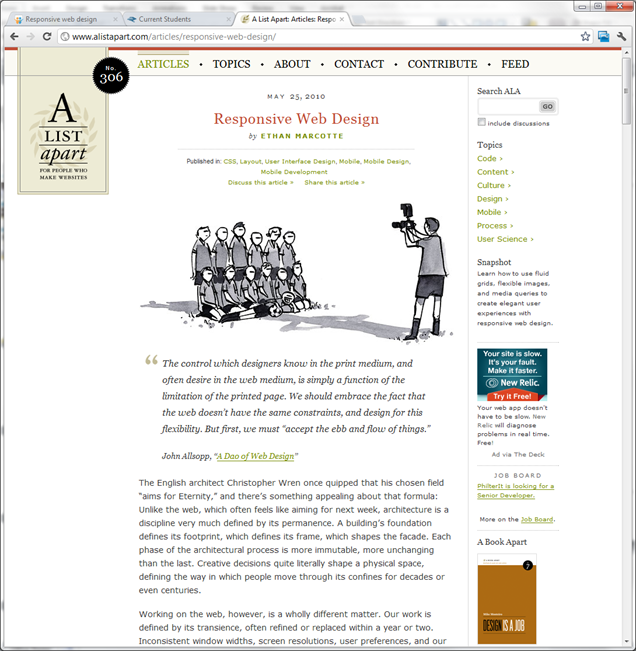 Responsive web design
Current Students
A List Apart: Articles: Respo
www.alistapart.com/articles/responsive-web-design/
No.
306
A
LIST
apart
FOR PEOPLE WHO
MAKE WEBSITES
ARTICLES • TOPICS • ABOUT • CONTACT • CONTRIBUTE • FEED
MAY 25, 2010
Responsive Web Design
by ETHAN MARCOTTE
Published in: CSS, Layout, User Interface Design, Mobile, Mobile Design,
Mobile Development
Discuss this article » Share this article »
“ The control which designers know in the print medium, and
often desire in the web medium, is simply a function of the
limitation of the printed page. We should embrace the fact that
the web doesn’t have the same constraints, and design for this
flexibility. But first, we must “accept the ebb and flow of things.”
John Allsopp, “A Dao of Web Design”
The English architect Christopher Wren once quipped that his chosen field
“aims for Eternity,” and there’s something appealing about that formula:
Unlike the web, which often feels like aiming for next week, architecture is a
discipline very much defined by its permanence. A building’s foundation
defines its footprint, which defines its frame, which shapes the facade. Each
phase of the architectural process is more immutable, more unchanging
than the last. Creative decisions quite literally shape a physical space,
defining the way in which people move through its confines for decades or
even centuries.
Working on the web, however, is a wholly different matter. Our work is
defined by its transience, often refined or replaced within a year or two.
Inconsistent window widths, screen resolutions, user preferences, and our
Search ALA
GO
include discussions
Topics
Code ›
Content ›
Culture ›
Design ›
Mobile ›
Process ›
User Science ›
Snapshot
Learn how to use fluid
grids, flexible images,
and media queries to
create elegant user
experiences with
responsive web design.
Your site is slow.
It's your fault.
Make it faster.
New Relic.
Try it Free!
Your web app doesn't
have to be slow. New
Relic will diagnose
problems in real time.
Free!
Ad via The Deck
JOB BOARD
PhilterIt is looking for a
Senior Developer.
More on the Job Board.
A Book Apart
7
DESIGN IS A JOB